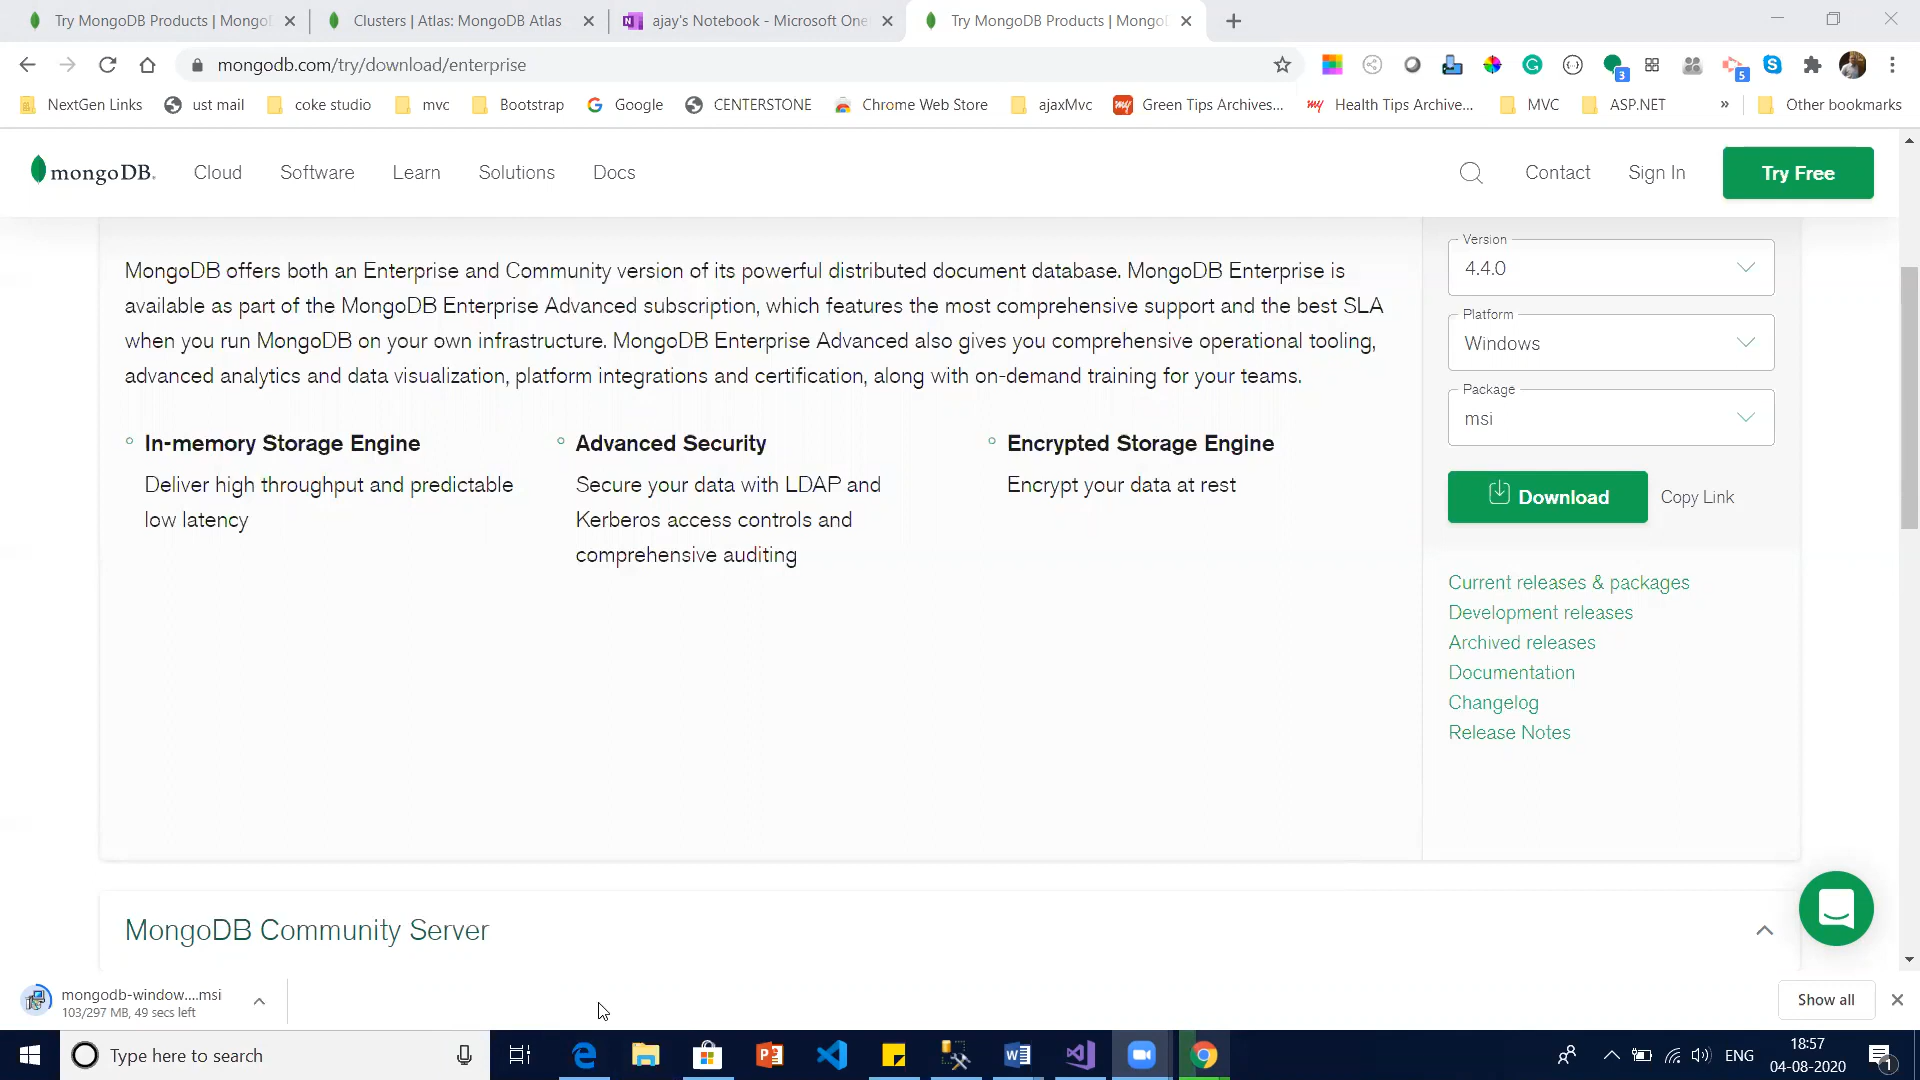 Try MongoDB Products | Mongo
Clusters | Atlas: MongoDB Atlas
ajay's Notebook - Microsoft One
Try MongoDB Products | Mongo
mongodb.com/try/download/enterprise
3
5
NextGen Links
ust mail
coke studio
mvc
Bootstrap
Google
CENTERSTONE
Chrome Web Store
ajaxMvc
Green Tips Archives...
Health Tips Archive...
MVC
ASP.NET
»
Other bookmarks
mongoDB.
Cloud
Software
Learn
Solutions
Docs
Contact
Sign In
Try Free
MongoDB offers both an Enterprise and Community version of its powerful distributed document database. MongoDB Enterprise is
available as part of the MongoDB Enterprise Advanced subscription, which features the most comprehensive support and the best SLA
when you run MongoDB on your own infrastructure. MongoDB Enterprise Advanced also gives you comprehensive operational tooling,
advanced analytics and data visualization, platform integrations and certification, along with on-demand training for your teams.
In-memory Storage Engine
Deliver high throughput and predictable
low latency
Advanced Security
Secure your data with LDAP and
Kerberos access controls and
comprehensive auditing
Encrypted Storage Engine
Encrypt your data at rest
Version
4.4.0
Platform
Windows
Package
msi
Download
Copy Link
Current releases & packages
Development releases
Archived releases
Documentation
Changelog
Release Notes
MongoDB Community Server
mongodb-window....msi
103/297 MB, 49 secs left
Show all
Type here to search
ENG
18:57
04-08-2020
1